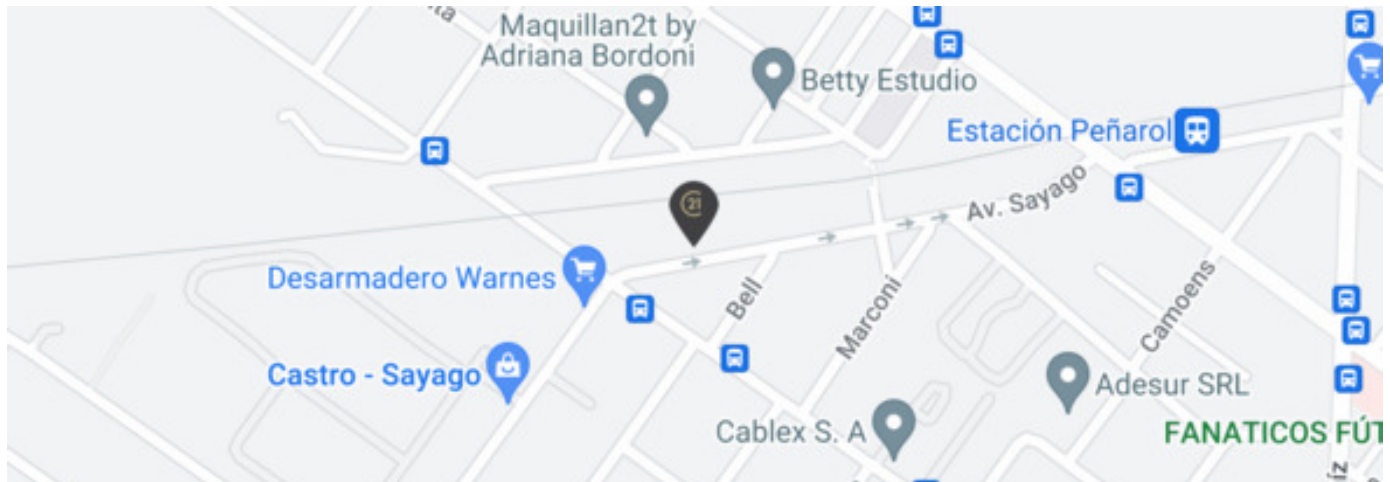 Maquillan2t by
Adriana Bordoni
Betty Estudio
Estación Peñarol
Av. Sayago
21
Desarmadero Warnes
Bell
Marconi
Camoens
Castro - Sayago
Adesur SRL
Cablex S. A
FANATICOS FÚT